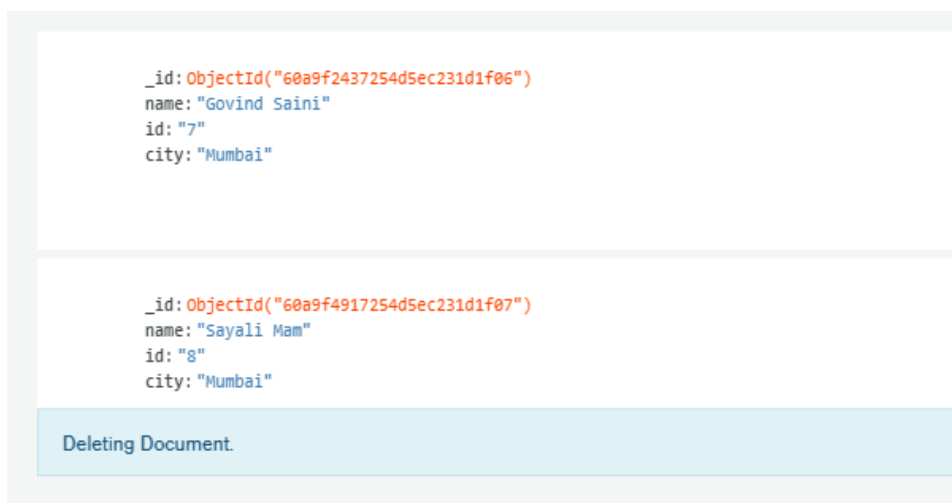 _id: ObjectId("60a9f2437254d5ec231d1f06")
name: "Govind Saini"
id: "7"
city: "Mumbai"
_id: ObjectId("60a9f4917254d5ec231d1f07")
name: "Sayali Mam"
id: "8"
city: "Mumbai"
Deleting Document.